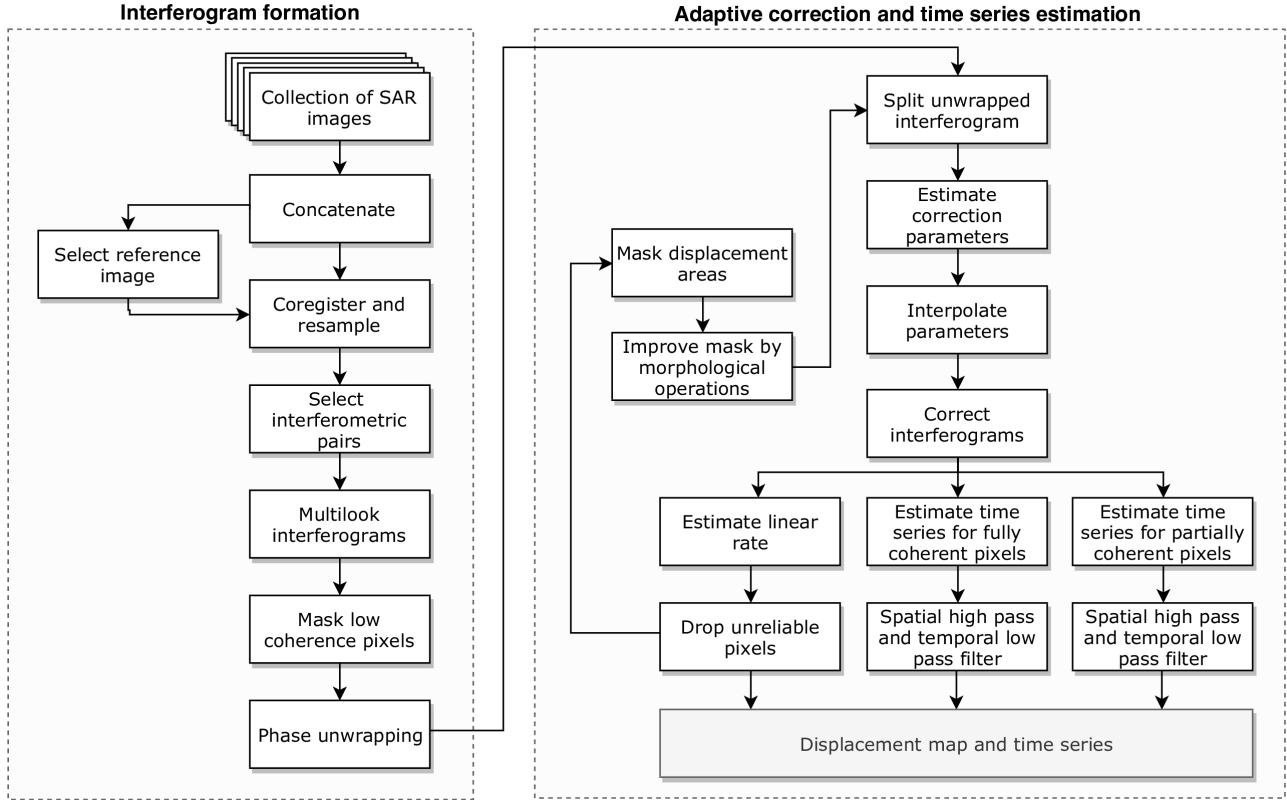 Interferogram formation
Collection of SAR
images
Concatenate
Select reference
image
Coregister and
resample
Select
interferometric
pairs
Multilook
interferograms
Mask low
coherence pixels
Phase unwrapping
Adaptive correction and time series estimation
Split unwrapped
interferogram
Estimate
correction
parameters
Mask displacement
areas
Improve mask by
morphological
operations
Interpolate
parameters
Correct
interferograms
Estimate linear
rate
Estimate time
series for fully
coherent pixels
Estimate time
series for partially
coherent pixels
Drop unreliable
pixels
Spatial high pass
and temporal low
pass filter
Spatial high pass
and temporal low
pass filter
Displacement map and time series